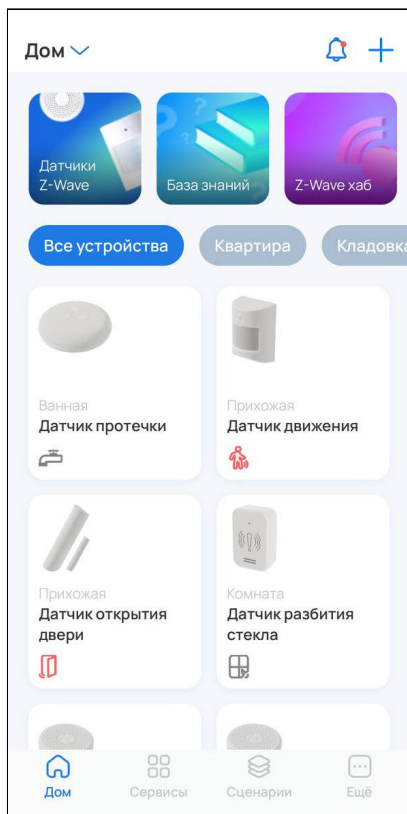 Дом
Датчики
Z-Wave
База знаний
Z-Wave хаб
Все устройства
Квартира
Кладовка
Ванная
Датчик протечки
Прихожая
Датчик движения
Прихожая
Датчик открытия
двери
Комната
Датчик разбития
стекла
Дом
Сервисы
Сценарии
Ещё